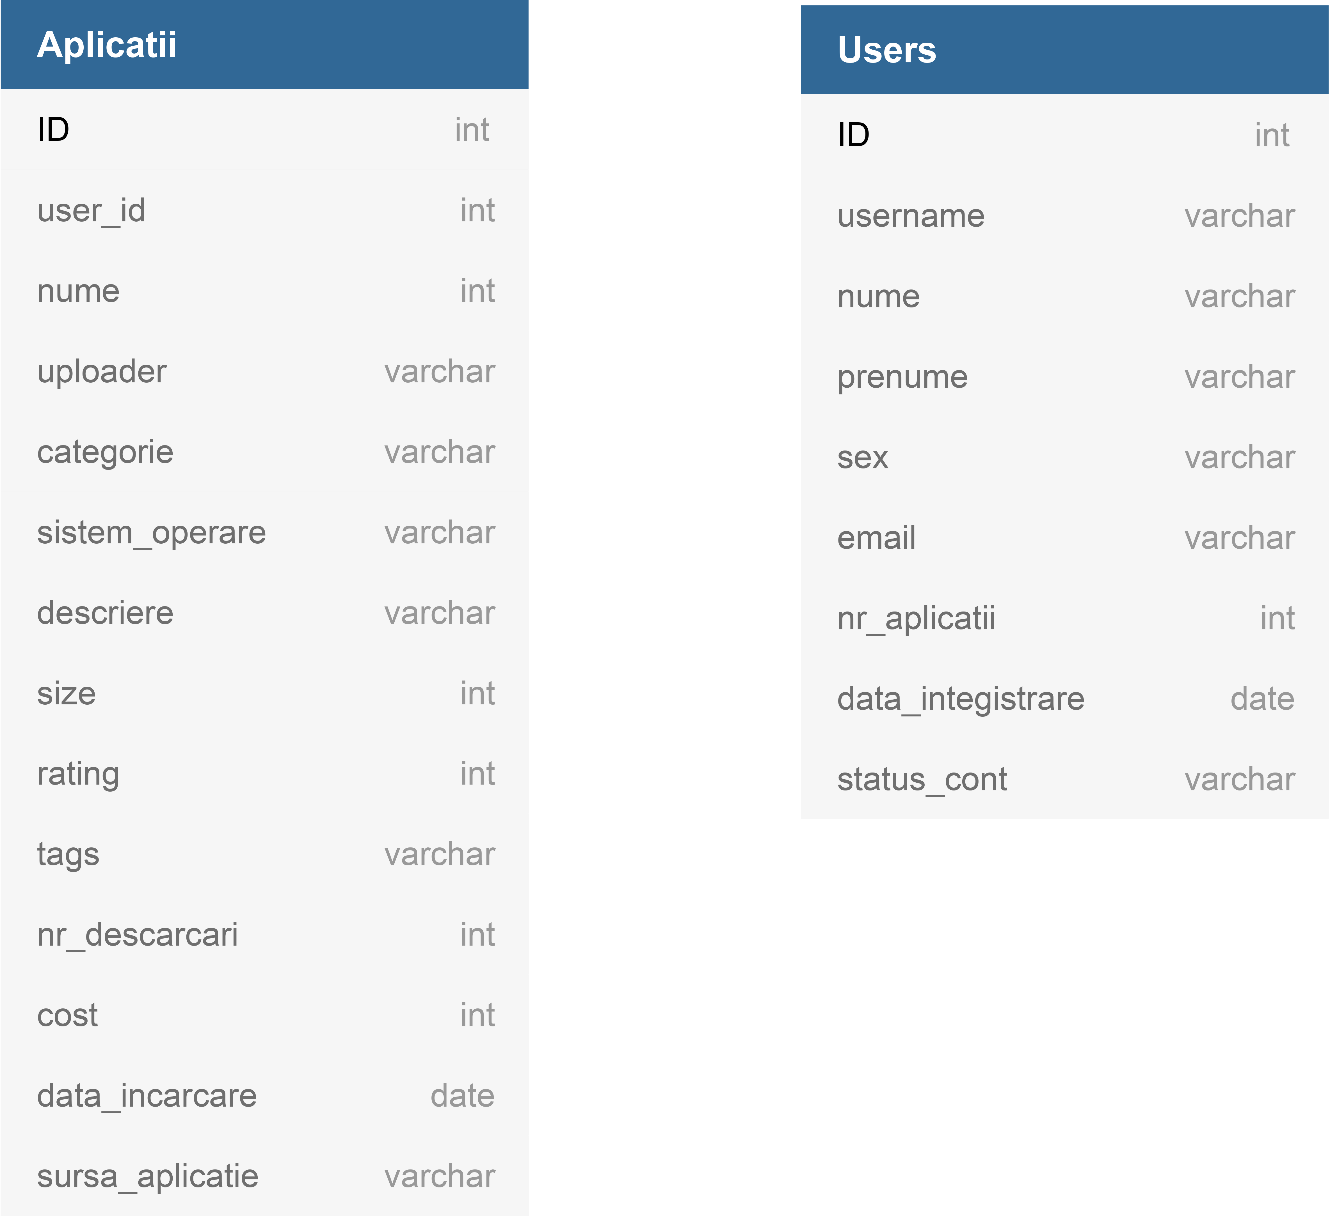 Aplicatii
ID int
user_id int
nume int
uploader varchar
categorie varchar
sistem_operare varchar
descriere varchar
size int
rating int
tags varchar
nr_descarcari int
cost int
data_incarcare date
sursa_aplicatie varchar
Users
ID int
username varchar
nume varchar
prenume varchar
sex varchar
email varchar
nr_aplicatii int
data_integistrare date
status_cont varchar